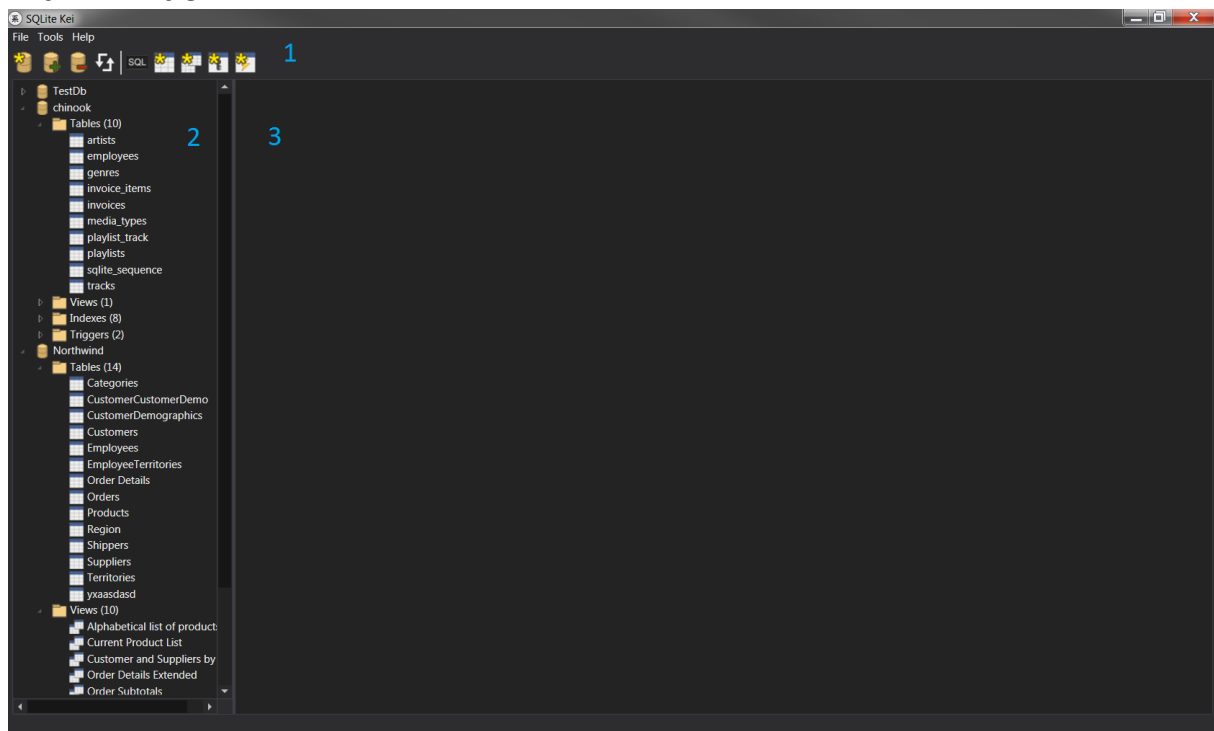 SQLite Kei
File Tools Help
SQL
1
TestDb
chinook
Tables (10)
2
3
artists
employees
genres
invoice_items
invoices
media_types
playlist_track
playlists
sqlite_sequence
tracks
Views (1)
Indexes (8)
Triggers (2)
Northwind
Tables (14)
Categories
CustomerCustomerDemo
CustomerDemographics
Customers
Employees
EmployeeTerritories
Order Details
Orders
Products
Region
Shippers
Suppliers
Territories
yxaasdasd
Views (10)
Alphabetical list of product
Current Product List
Customer and Suppliers by
Order Details Extended
Order Subtotals